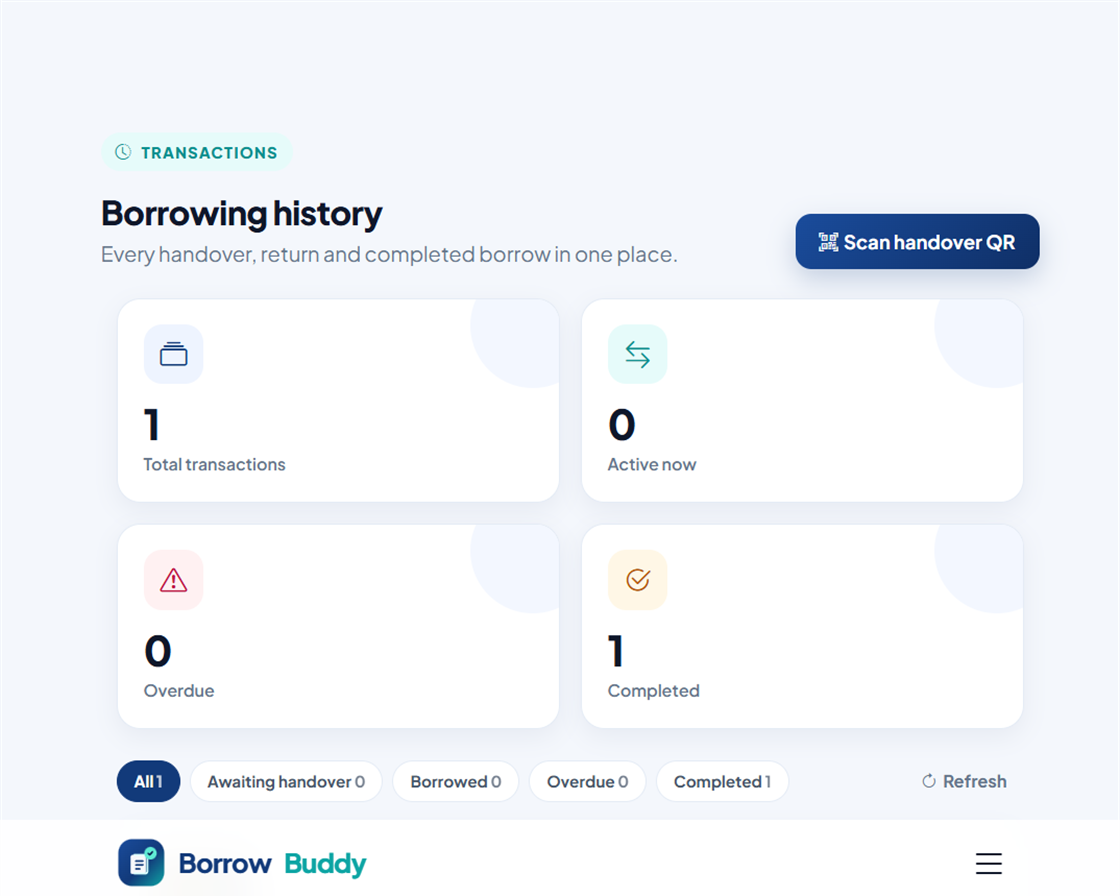 TRANSACTIONS
Borrowing history
Every handover, return and completed borrow in one place.
Scan handover QR
1
Total transactions
0
Active now
0
Overdue
1
Completed
All 1 Awaiting handover 0 Borrowed 0 Overdue 0 Completed 1 Refresh
Borrow Buddy